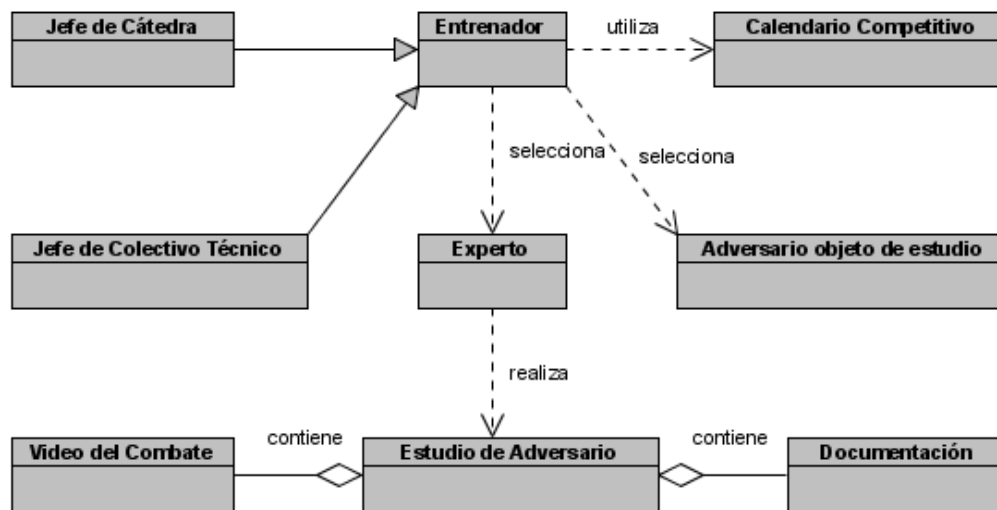 Jefe de Cátedra
Entrenador
utiliza
Calendario Competitivo
selecciona
selecciona
Jefe de Colectivo Técnico
Experto
Adversario objeto de estudio
realiza
Video del Combate
contiene
Estudio de Adversario
contiene
Documentación